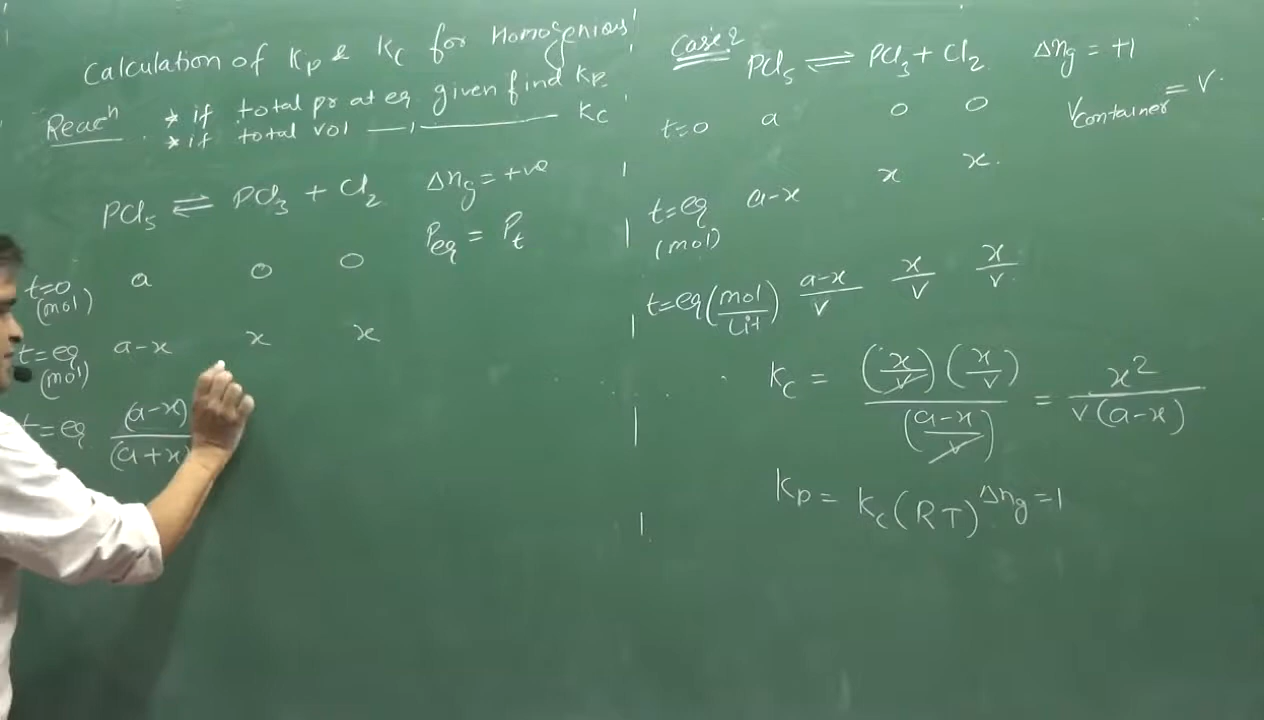 Calculation of Kp & Kc for Homogenious
Reacⁿ * if total pr at eq given find Kp
* if total vol —〃— Kc
PCl₅ ⇌ PCl₃ + Cl₂ Δng = +ve
Peq = Pt
t=0 (mol) a 0 0
t=eq (mol) a-x x x
t=eq (a-x)/(a+x)
Case.2 PCl₅ ⇌ PCl₃ + Cl₂ Δng = +1
Vcontainer = V
t=0 a 0 0
t=eq (mol) a-x x x
t=eq (mol/Lit) a-x/V x/V x/V
Kc = (x/V)(x/V)/(a-x/V) = x²/V(a-x)
Kp = Kc(RT)^Δng=1